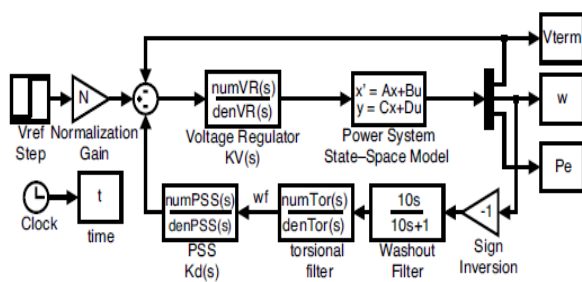 Vterm
N
numVR(s)
denVR(s)
x' = Ax+Bu
y = Cx+Du
w
Vref
Step
Normalization
Gain
Voltage Regulator
KV(s)
Power System
State–Space Model
Pe
Clock
t
time
numPSS(s)
denPSS(s)
wf
numTor(s)
denTor(s)
10s
10s+1
-1
PSS
Kd(s)
torsional
filter
Washout
Filter
Sign
Inversion